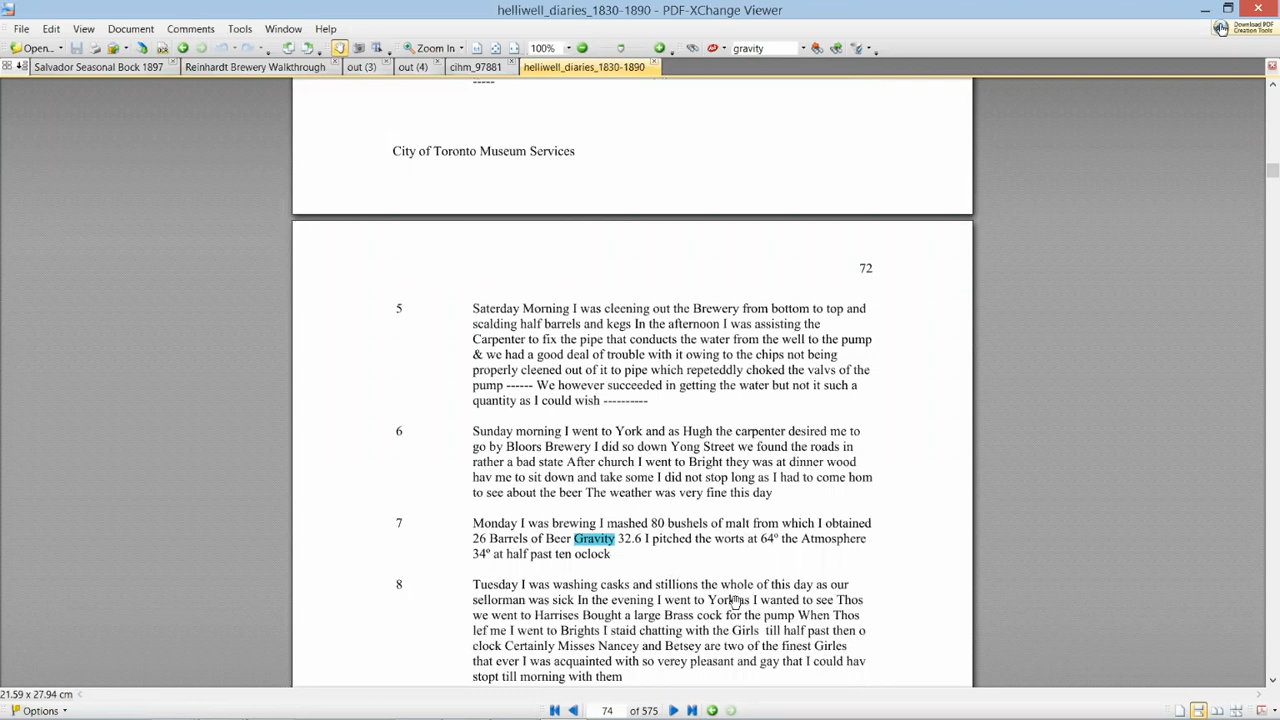 helliwell_diaries_1830-1890 - PDF-XChange Viewer
File Edit View Document Comments Tools Window Help
Download PDF
Creation Tools
Open... Zoom In 100% gravity
Salvador Seasonal Bock 1897 Reinhardt Brewery Walkthrough out (3) out (4) cihm_97881 helliwell_diaries_1830-1890
-----
City of Toronto Museum Services
72
5 Saterday Morning I was cleening out the Brewery from bottom to top and
scalding half barrels and kegs In the afternoon I was assisting the
Carpenter to fix the pipe that conducts the water from the well to the pump
& we had a good deal of trouble with it owing to the chips not being
properly cleened out of it to pipe which repeteddly choked the valvs of the
pump ------ We however succeeded in getting the water but not it such a
quantity as I could wish ----------
6 Sunday morning I went to York and as Hugh the carpenter desired me to
go by Bloors Brewery I did so down Yong Street we found the roads in
rather a bad state After church I went to Bright they was at dinner wood
hav me to sit down and take some I did not stop long as I had to come hom
to see about the beer The weather was very fine this day
7 Monday I was brewing I mashed 80 bushels of malt from which I obtained
26 Barrels of Beer Gravity 32.6 I pitched the worts at 64º the Atmosphere
34º at half past ten oclock
8 Tuesday I was washing casks and stillions the whole of this day as our
sellorman was sick In the evening I went to York as I wanted to see Thos
we went to Harrises Bought a large Brass cock for the pump When Thos
lef me I went to Brights I staid chatting with the Girls till half past then o
clock Certainly Misses Nancey and Betsey are two of the finest Girles
that ever I was acquainted with so verey pleasant and gay that I could hav
stopt till morning with them
21.59 x 27.94 cm
Options 74 of 575